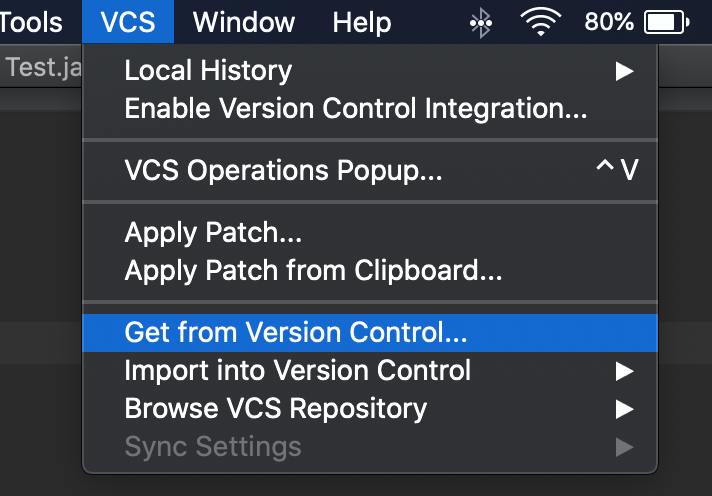 Tools VCS Window Help 80%
Test.ja
Local History
Enable Version Control Integration...
VCS Operations Popup... ^V
Apply Patch...
Apply Patch from Clipboard...
Get from Version Control...
Import into Version Control
Browse VCS Repository
Sync Settings